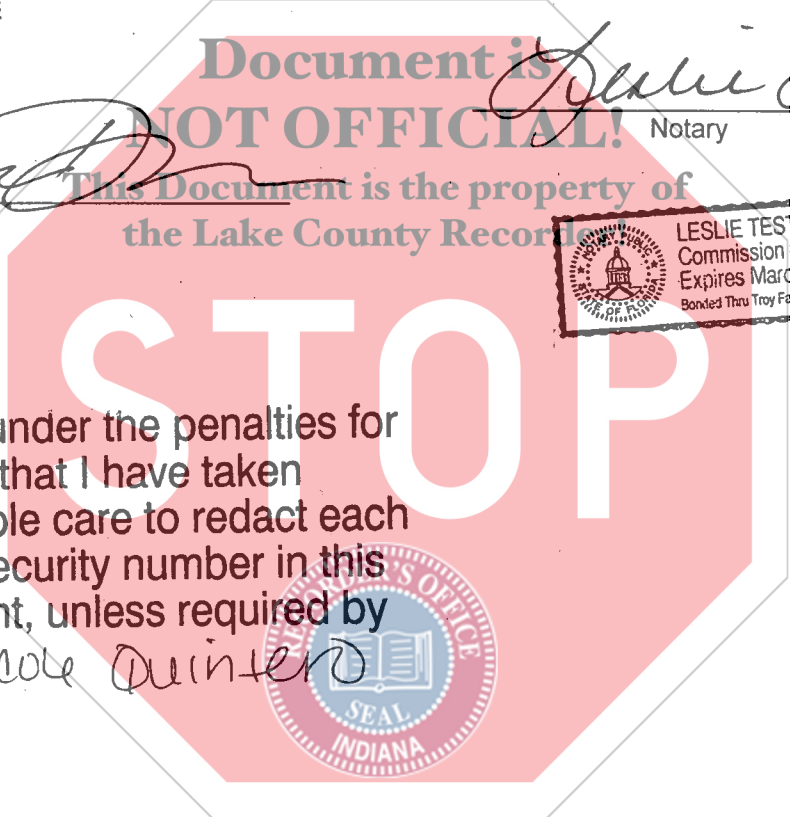 Document is
NOT OFFICIAL!
This Document is the property of
the Lake County Recorder!
Leslie
Notary
NOTARY PUBLIC
STATE OF FLORIDA
LESLIE TEST
Commission
Expires Marc
Bonded Thru Troy Fa
STOP
under the penalties for
that I have taken
ble care to redact each
ecurity number in this
nt, unless required by
cole Quintero
RECORDER'S OFFICE
SEAL
INDIANA